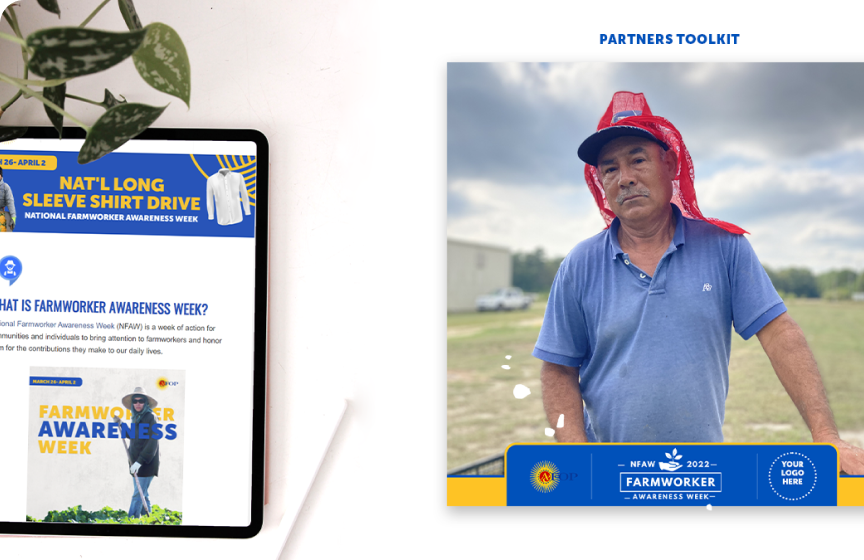 26- APRIL 2
NAT'L LONG
SLEEVE SHIRT DRIVE
NATIONAL FARMWORKER AWARENESS WEEK
HAT IS FARMWORKER AWARENESS WEEK?
ional Farmworker Awareness Week (NFAW) is a week of action for
mmunities and individuals to bring attention to farmworkers and honor
m for the contributions they make to our daily lives.
MARCH 26- APRIL 2
AFOP
FARMWORKER
AWARENESS
WEEK
PARTNERS TOOLKIT
AFOP
NFAW 2022
FARMWORKER
AWARENESS WEEK
YOUR
LOGO
HERE